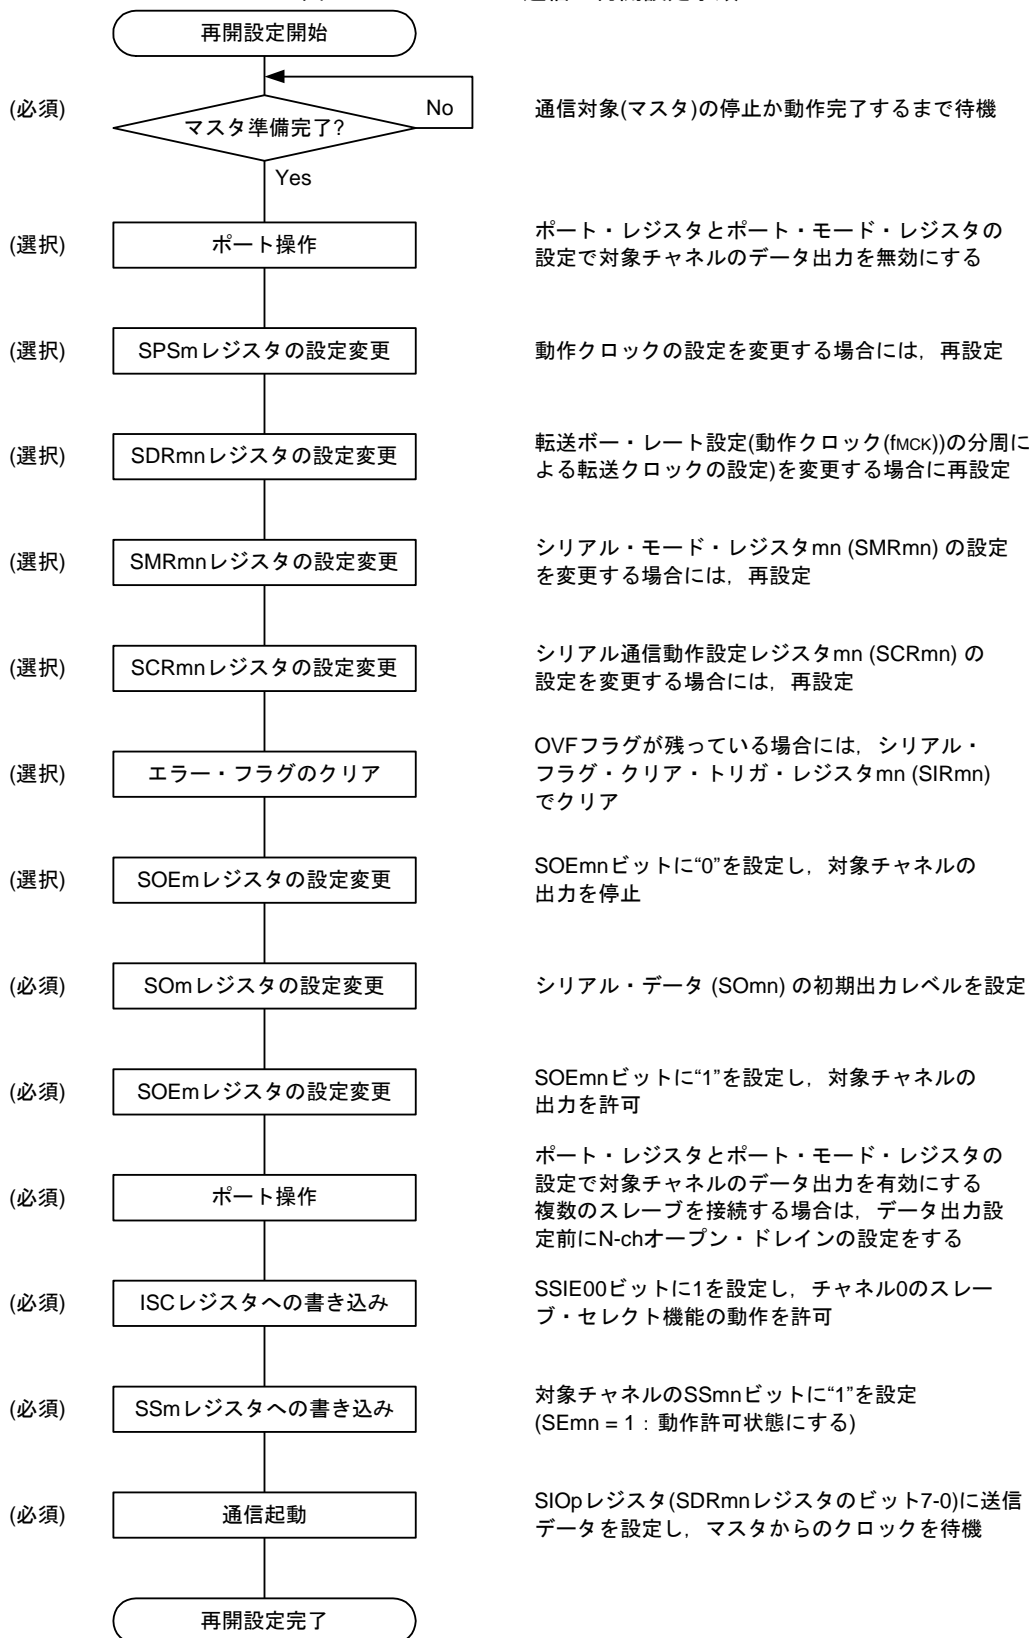 再開設定開始
(必須)
マスタ準備完了?
No
通信対象(マスタ)の停止か動作完了するまで待機
Yes
(選択)
ポート操作
ポート・レジスタとポート・モード・レジスタの
設定で対象チャネルのデータ出力を無効にする
(選択)
SPSmレジスタの設定変更
動作クロックの設定を変更する場合には，再設定
(選択)
SDRmnレジスタの設定変更
転送ボー・レート設定(動作クロック(fMCK))の分周に
よる転送クロックの設定)を変更する場合に再設定
(選択)
SMRmnレジスタの設定変更
シリアル・モード・レジスタmn (SMRmn) の設定
を変更する場合には，再設定
(選択)
SCRmnレジスタの設定変更
シリアル通信動作設定レジスタmn (SCRmn) の
設定を変更する場合には，再設定
(選択)
エラー・フラグのクリア
OVFフラグが残っている場合には，シリアル・
フラグ・クリア・トリガ・レジスタmn (SIRmn)
でクリア
(選択)
SOEmレジスタの設定変更
SOEmnビットに“0”を設定し，対象チャネルの
出力を停止
(必須)
SOmレジスタの設定変更
シリアル・データ (SOmn) の初期出力レベルを設定
(必須)
SOEmレジスタの設定変更
SOEmnビットに“1”を設定し，対象チャネルの
出力を許可
(必須)
ポート操作
ポート・レジスタとポート・モード・レジスタの
設定で対象チャネルのデータ出力を有効にする
複数のスレーブを接続する場合は，データ出力設
定前にN-chオープン・ドレインの設定をする
(必須)
ISCレジスタへの書き込み
SSIE00ビットに1を設定し，チャネル0のスレー
ブ・セレクト機能の動作を許可
(必須)
SSmレジスタへの書き込み
対象チャネルのSSmnビットに“1”を設定
(SEmn = 1：動作許可状態にする)
(必須)
通信起動
SIOpレジスタ(SDRmnレジスタのビット7-0)に送信
データを設定し，マスタからのクロックを待機
再開設定完了